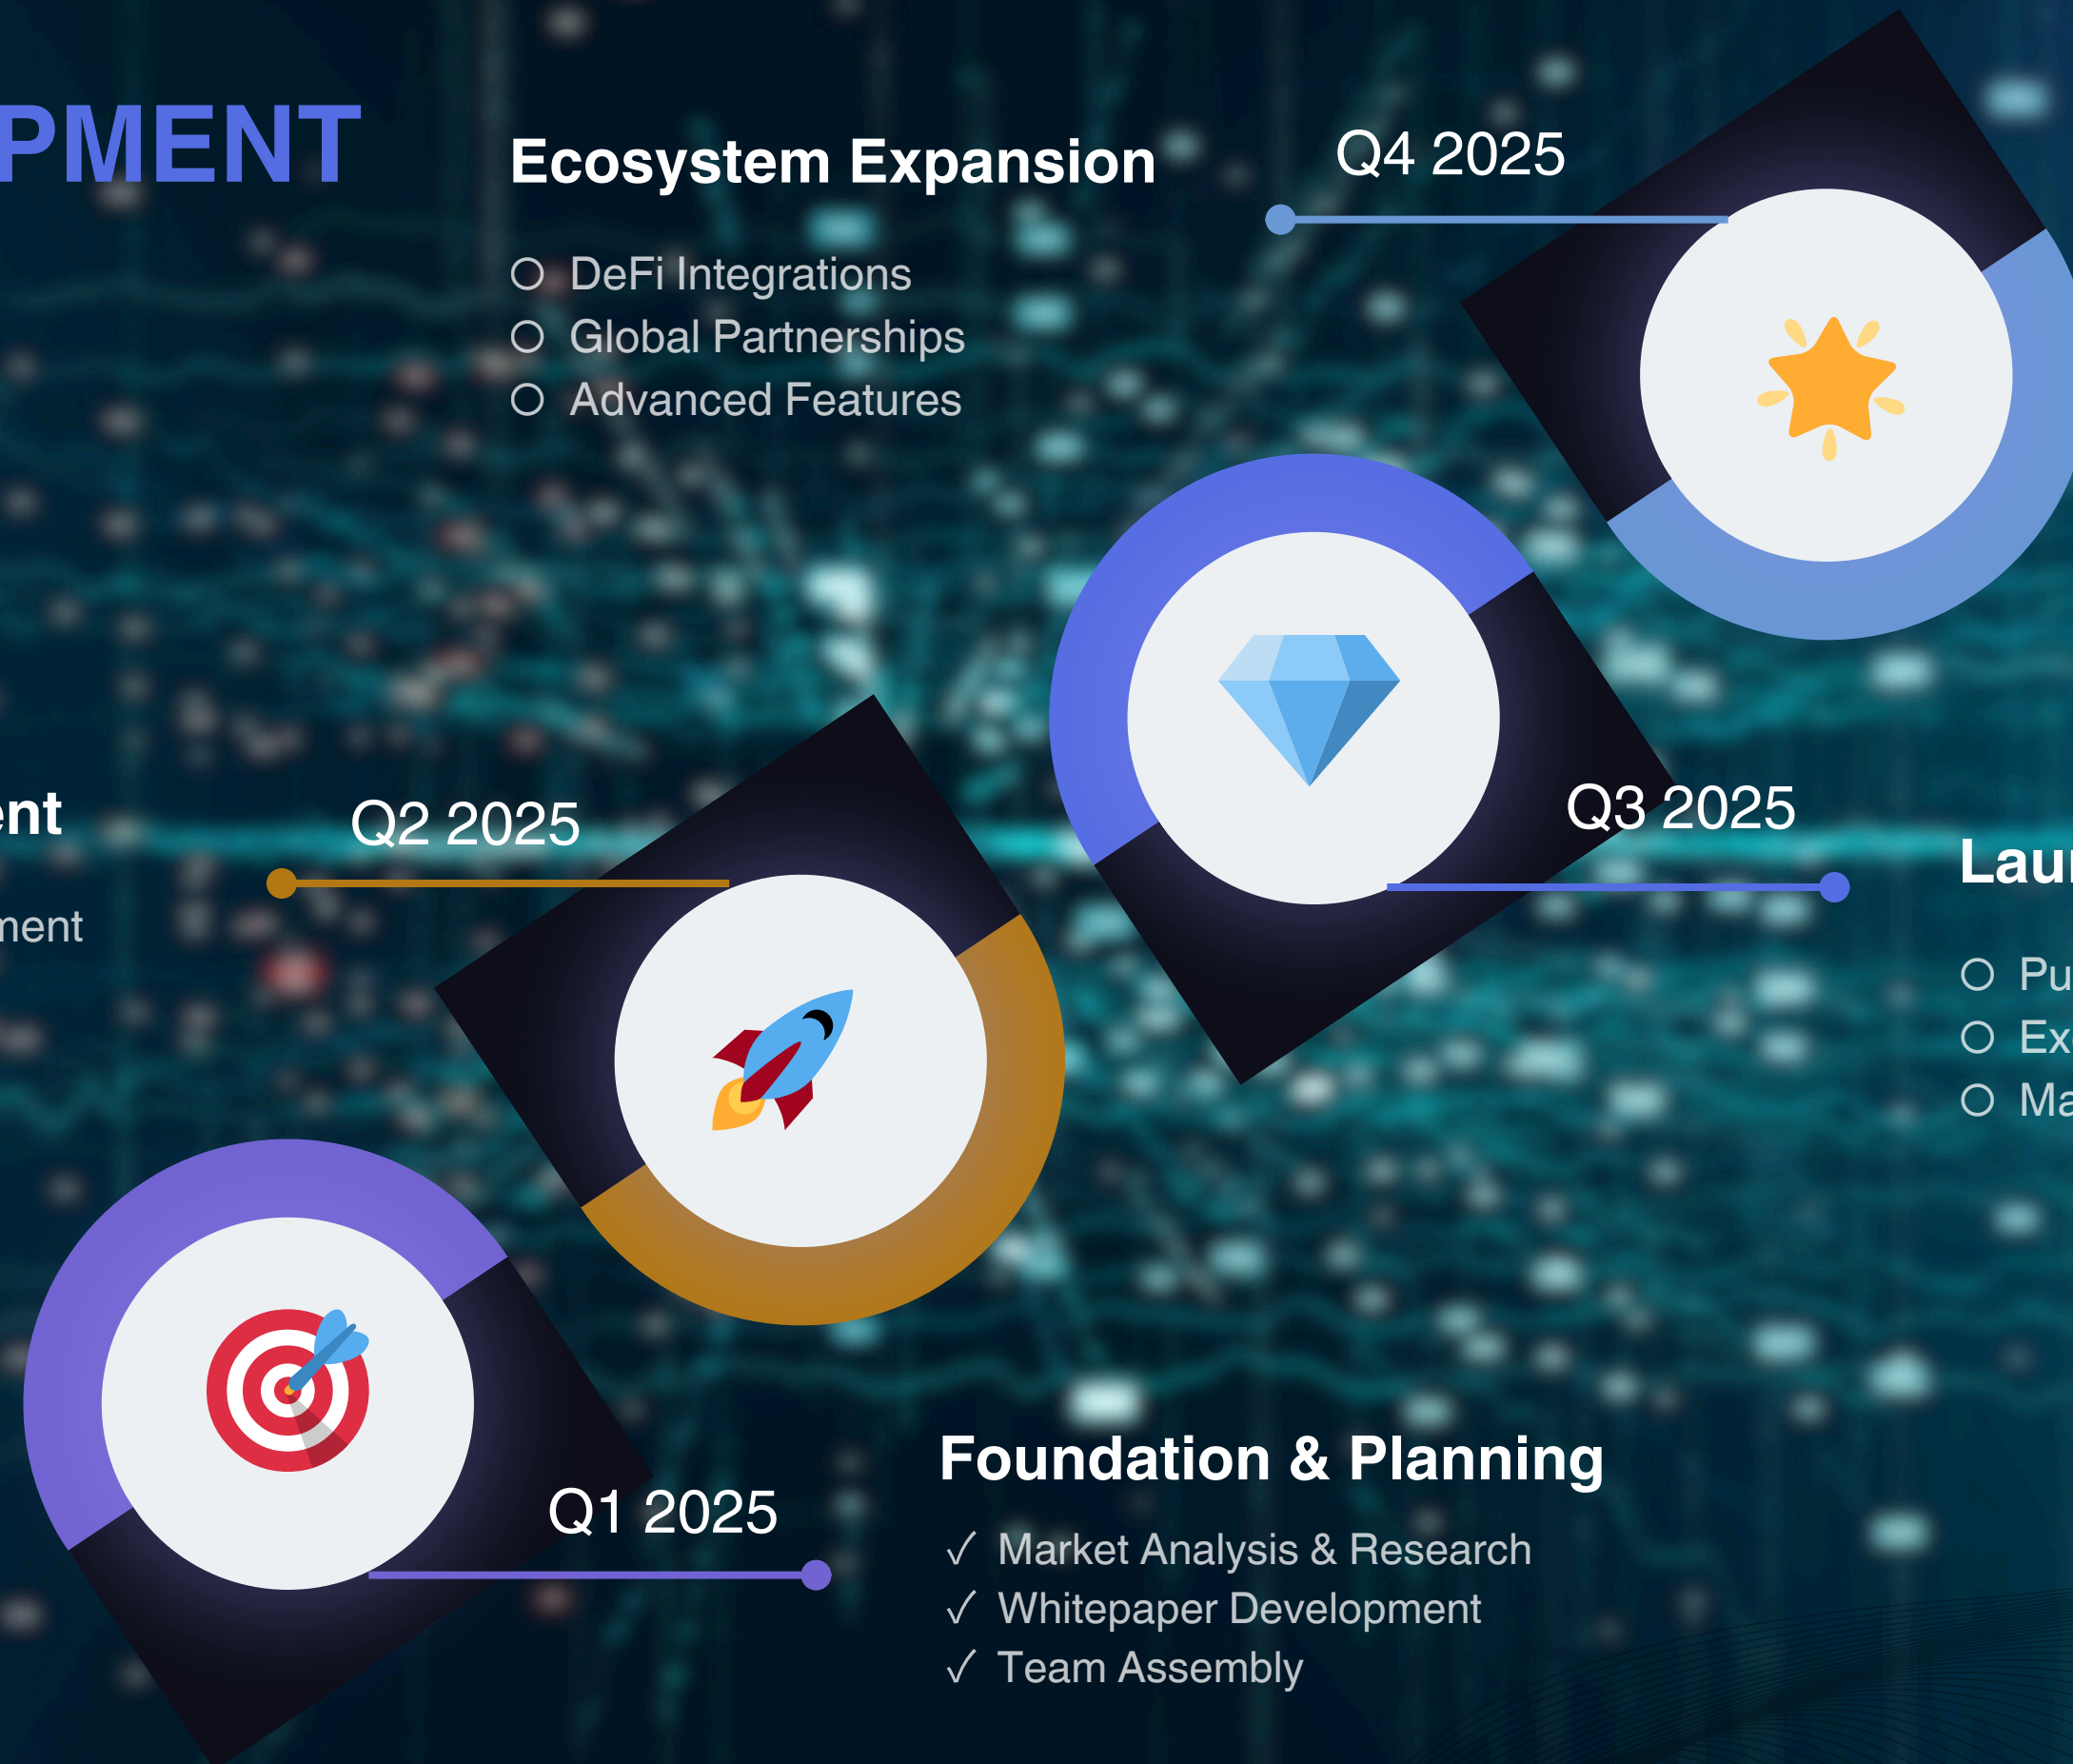 PMENT
Ecosystem Expansion
DeFi Integrations
Global Partnerships
Advanced Features
Q4 2025
ent
ment
Q2 2025
Q3 2025
Lau
Pu
Ex
Ma
Q1 2025
Foundation & Planning
✓ Market Analysis & Research
✓ Whitepaper Development
✓ Team Assembly